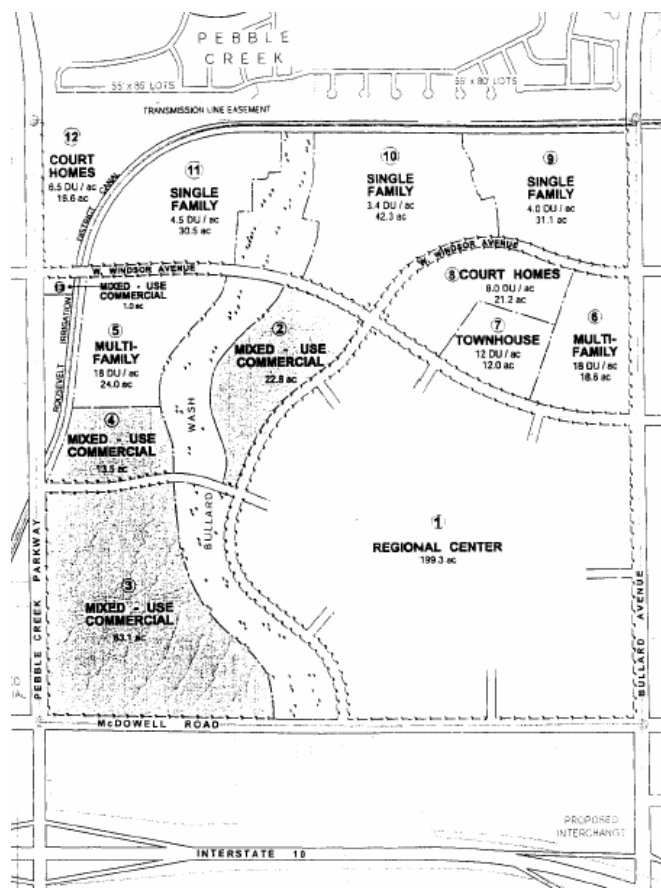 PEBBLE
CREEK
55' x 85' LOTS
55' x 80' LOTS
TRANSMISSION LINE EASEMENT
12
COURT
HOMES
6.5 DU / ac
18.6 ac
11
SINGLE
FAMILY
4.5 DU / ac
30.5 ac
10
SINGLE
FAMILY
3.4 DU / ac
42.3 ac
9
SINGLE
FAMILY
4.0 DU / ac
31.1 ac
ROOSEVELT IRRIGATION DISTRICT CANAL
W. WINDSOR AVENUE
W. WINDSOR AVENUE
13
MIXED - USE
COMMERCIAL
1.0 ac
8 COURT HOMES
8.0 DU / ac
21.2 ac
5
MULTI-
FAMILY
18 DU / ac
24.0 ac
2
MIXED - USE
COMMERCIAL
22.8 ac
7
TOWNHOUSE
12 DU / ac
12.0 ac
6
MULTI-
FAMILY
18 DU / ac
18.6 ac
4
MIXED - USE
COMMERCIAL
13.5 ac
BULLARD WASH
1
REGIONAL CENTER
199.3 ac
3
MIXED - USE
COMMERCIAL
63.1 ac
PEBBLE CREEK PARKWAY
BULLARD AVENUE
McDOWELL ROAD
PROPOSED
INTERCHANGE
INTERSTATE 10